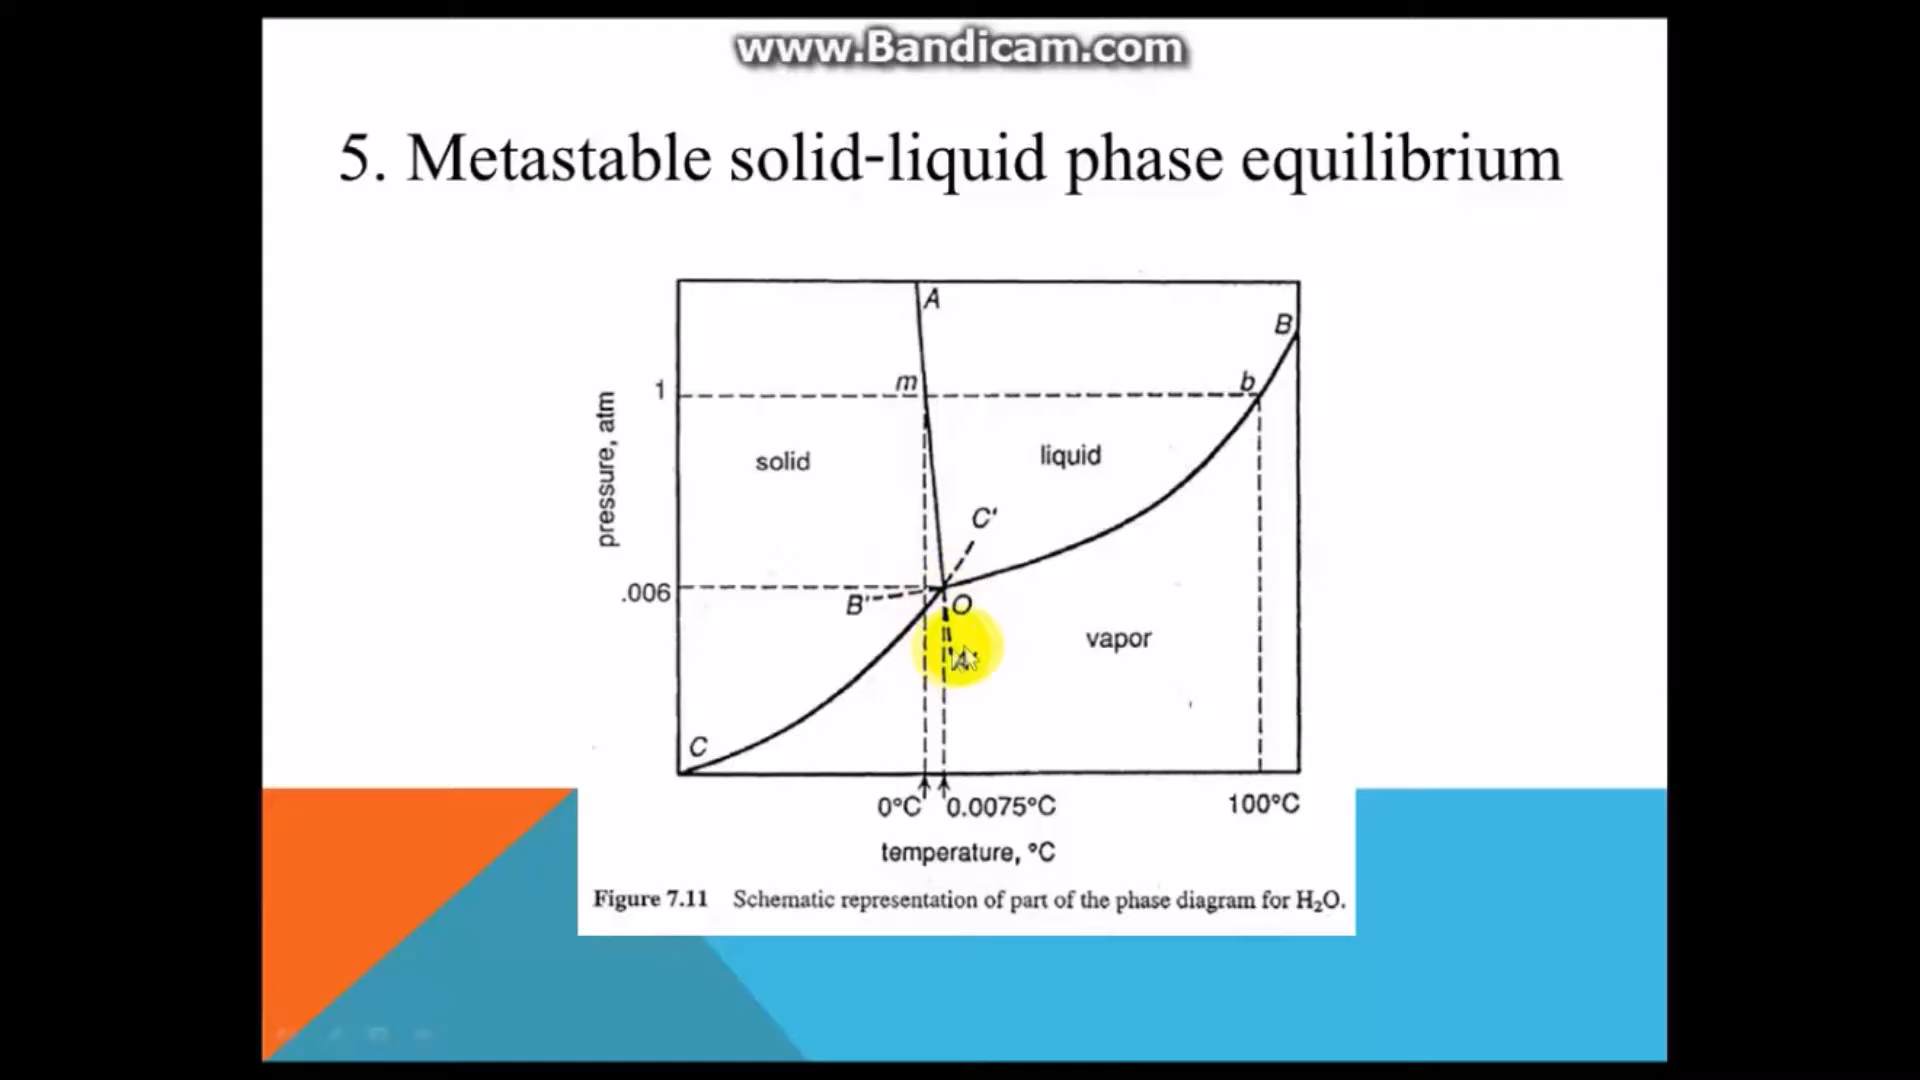 www.Bandicam.com
5. Metastable solid-liquid phase equilibrium
A
B
m
b
1
pressure, atm
solid
liquid
C'
.006
B'
O
vapor
A'
C
0°C
0.0075°C
100°C
temperature, °C
Figure 7.11 Schematic representation of part of the phase diagram for H₂O.